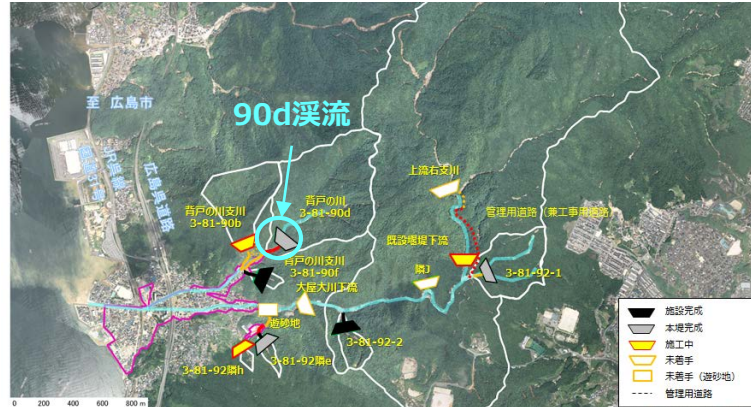 90d渓流
至 広島市
JR呉線
広島呉道路
背戸の川支川
3-81-90b
背戸の川
3-81-90d
背戸の川支川
3-81-90f
大屋大川下流
遊砂地
3-81-92隣h
3-81-92隣e
3-81-92-2
上流右支川
管理用道路（兼工事用道路
既設堰堤下流
隣J
3-81-92-1
施設完成
本堤完成
施工中
未着手
未着手（遊砂地）
管理用道路
0 200 400 600 800 m